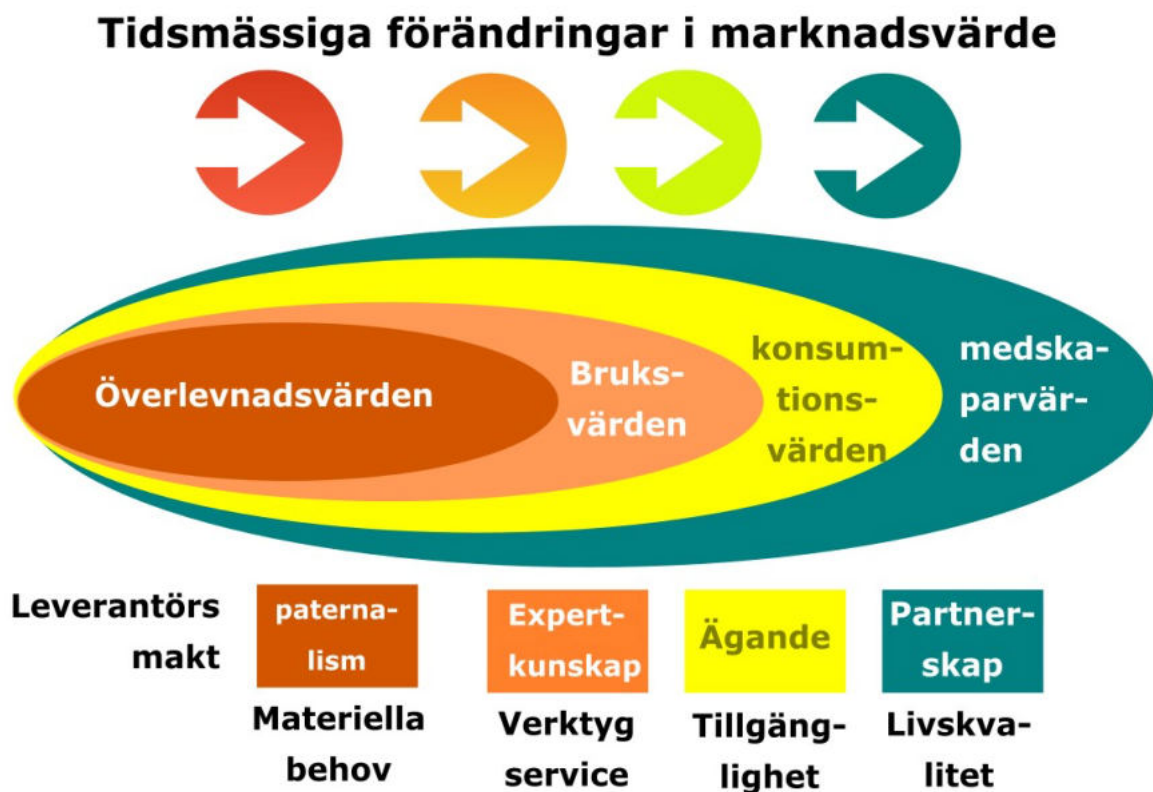 Tidsmässiga förändringar i marknadsvärde
Överlevnadsvärden
Bruks-
värden
konsum-
tions-
värden
medska-
parvär-
den
Leverantörs
makt
paterna-
lism
Expert-
kunskap
Ägande
Partner-
skap
Materiella
behov
Verktyg
service
Tillgäng-
lighet
Livskva-
litet